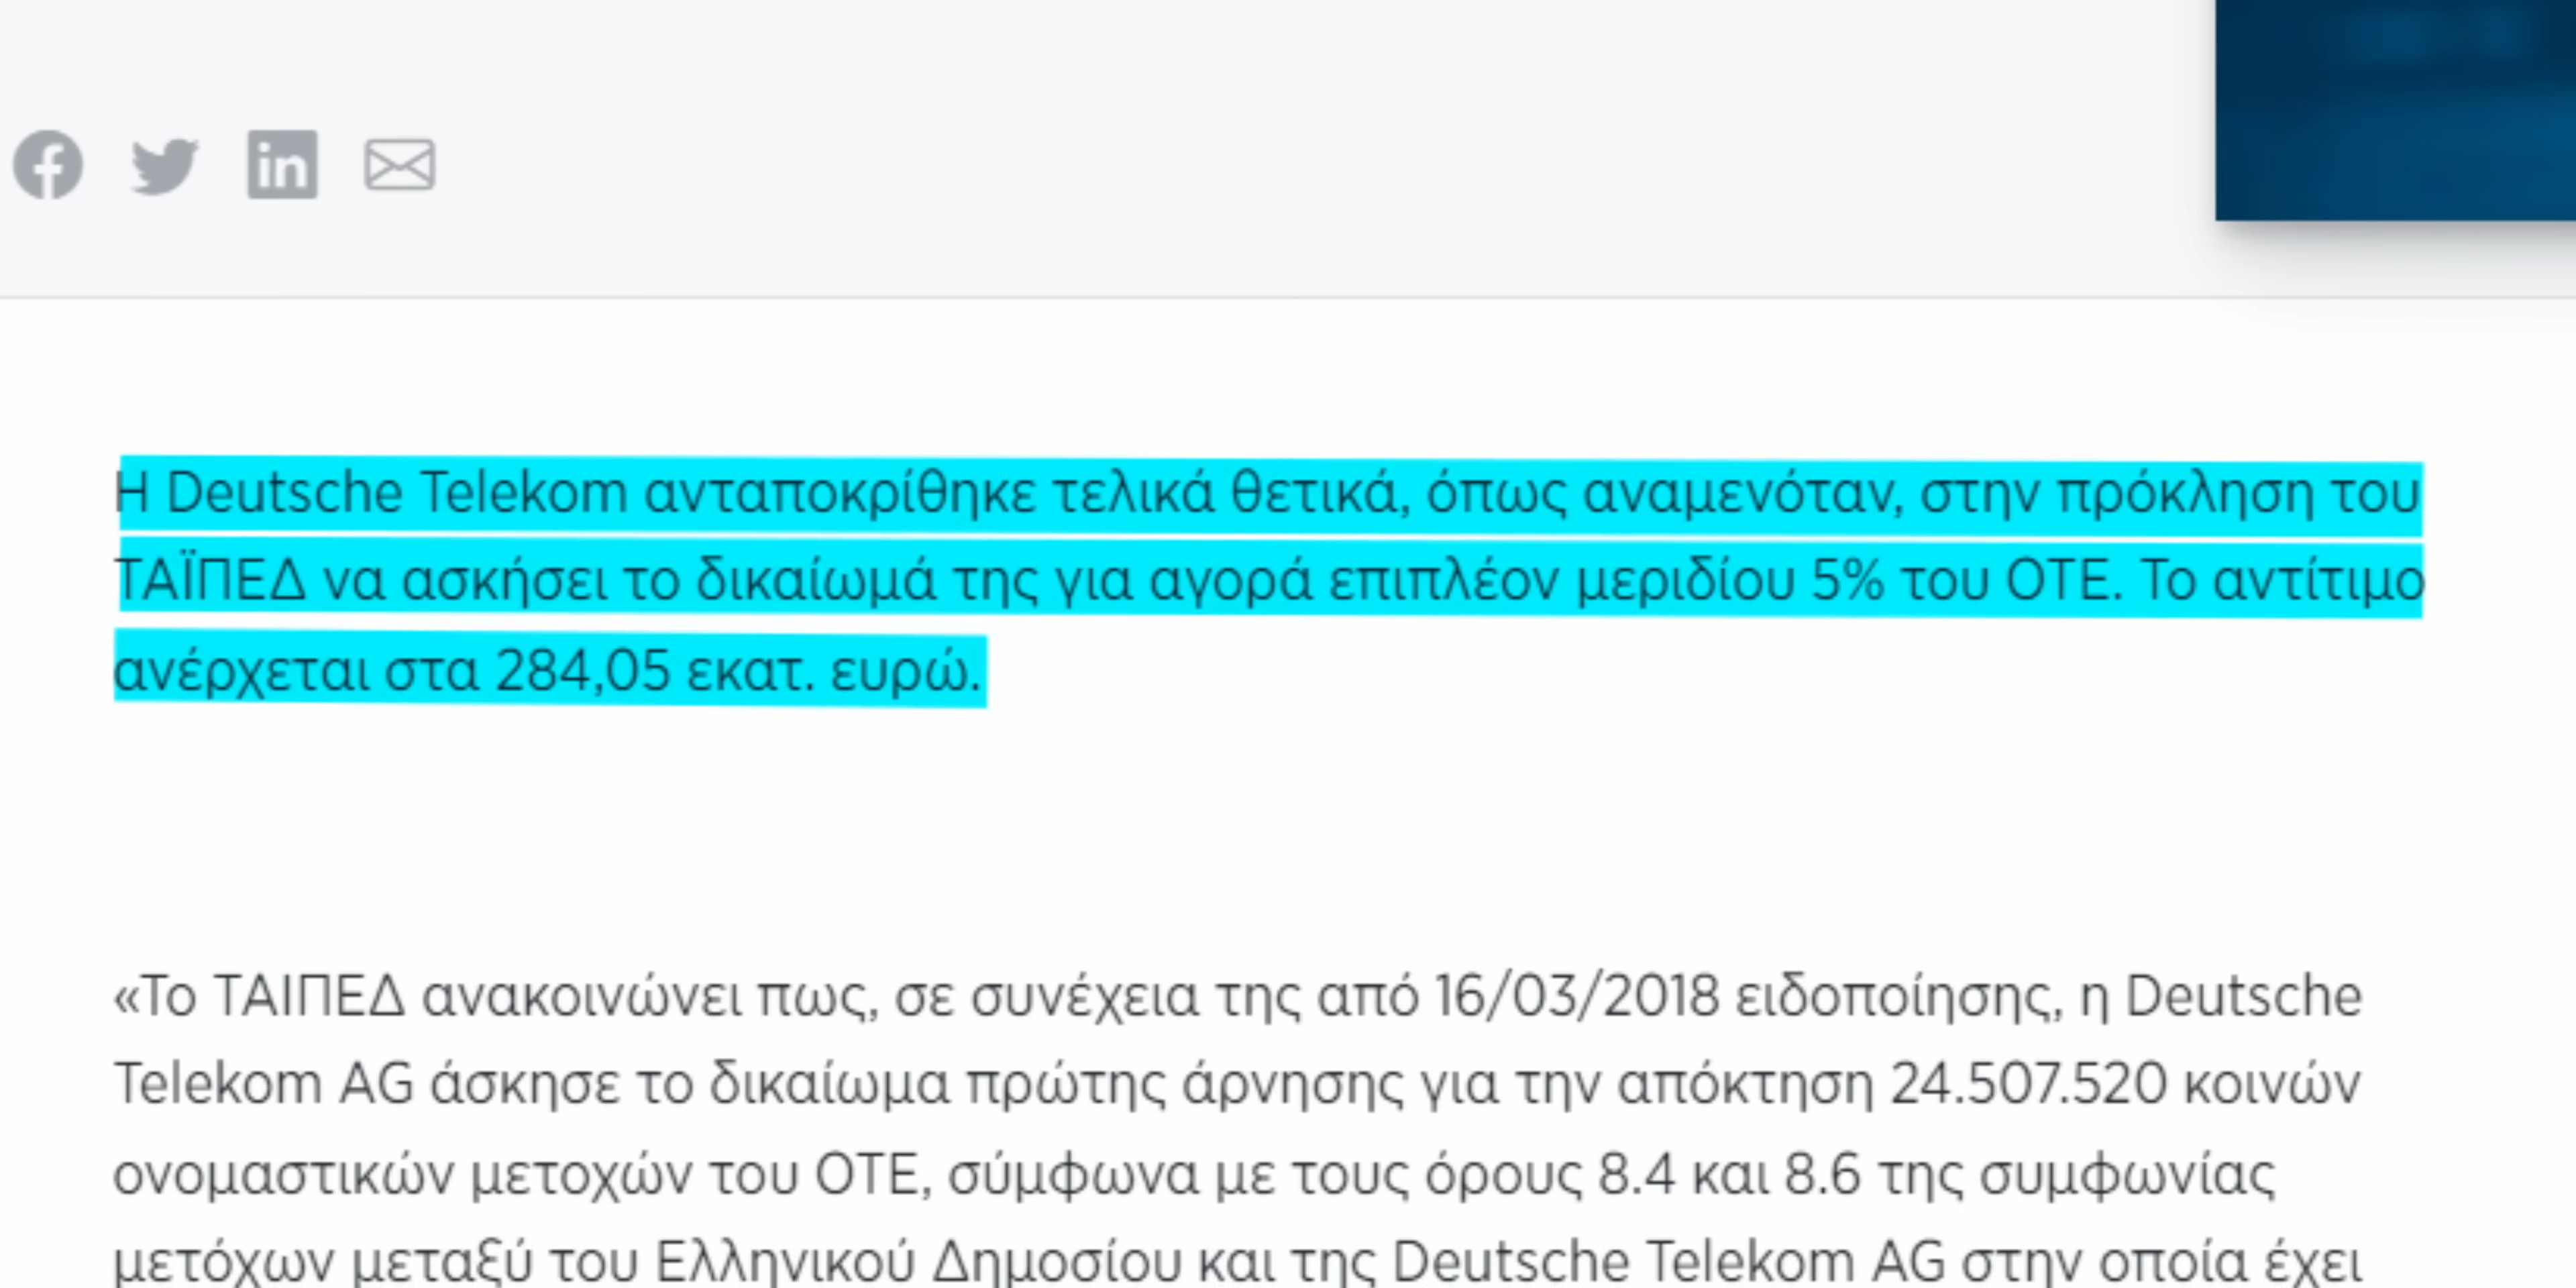 Η Deutsche Telekom ανταποκρίθηκε τελικά θετικά, όπως αναμενόταν, στην πρόκληση του
ΤΑΪΠΕΔ να ασκήσει το δικαίωμά της για αγορά επιπλέον μεριδίου 5% του ΟΤΕ. Το αντίτιμο
ανέρχεται στα 284,05 εκατ. ευρώ.
«Το ΤΑΙΠΕΔ ανακοινώνει πως, σε συνέχεια της από 16/03/2018 ειδοποίησης, η Deutsche
Telekom AG άσκησε το δικαίωμα πρώτης άρνησης για την απόκτηση 24.507.520 κοινών
ονομαστικών μετοχών του ΟΤΕ, σύμφωνα με τους όρους 8.4 και 8.6 της συμφωνίας
μετόχων μεταξύ του Ελληνικού Δημοσίου και της Deutsche Telekom AG στην οποία έχει